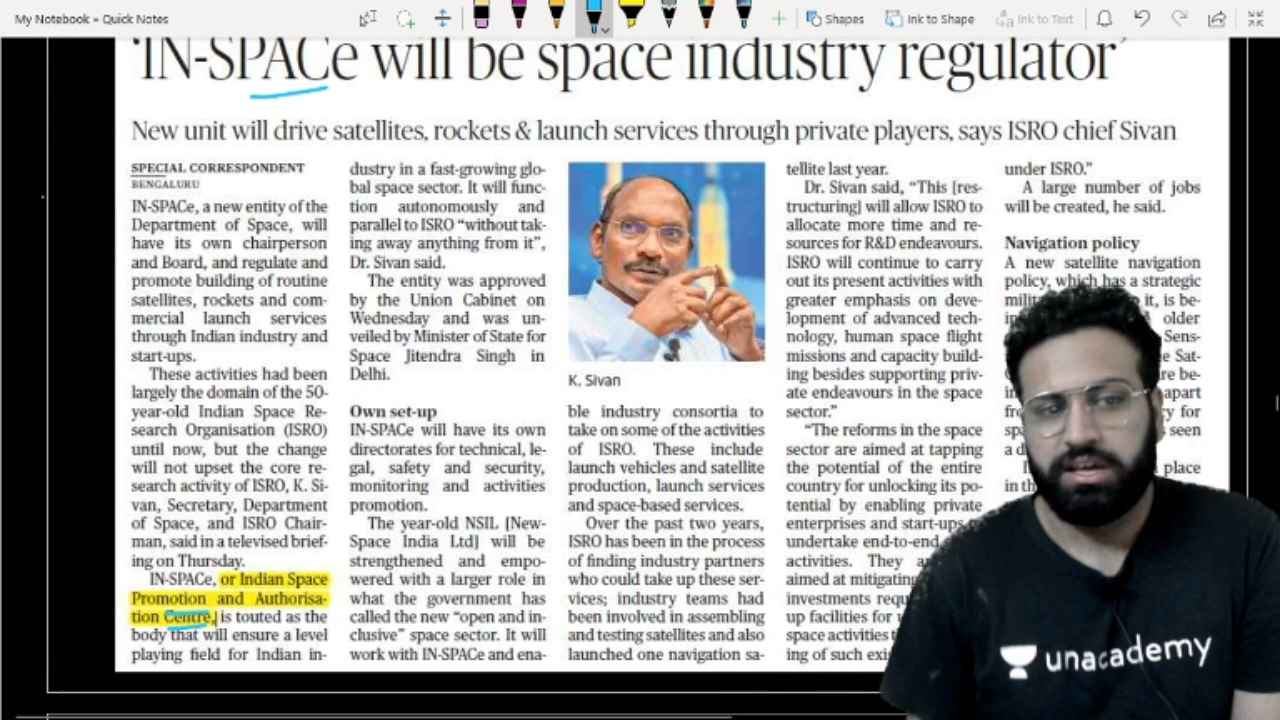 My Notebook » Quick Notes
Shapes
Ink to Shape
Ink to Text
'IN-SPACe will be space industry regulator'
New unit will drive satellites, rockets & launch services through private players, says ISRO chief Sivan
SPECIAL CORRESPONDENT
BENGALURU
IN-SPACe, a new entity of the
Department of Space, will
have its own chairperson
and Board, and regulate and
promote building of routine
satellites, rockets and com-
mercial launch services
through Indian industry and
start-ups.
These activities had been
largely the domain of the 50-
year-old Indian Space Re-
search Organisation (ISRO)
until now, but the change
will not upset the core re-
search activity of ISRO, K. Si-
van, Secretary, Department
of Space, and ISRO Chair-
man, said in a televised brief-
ing on Thursday.
IN-SPACe, or Indian Space
Promotion and Authorisa-
tion Centre, is touted as the
body that will ensure a level
playing field for Indian in-
dustry in a fast-growing glo-
bal space sector. It will func-
tion autonomously and
parallel to ISRO “without tak-
ing away anything from it”,
Dr. Sivan said.
The entity was approved
by the Union Cabinet on
Wednesday and was un-
veiled by Minister of State for
Space Jitendra Singh in
Delhi.
Own set-up
IN-SPACe will have its own
directorates for technical, le-
gal, safety and security,
monitoring and activities
promotion.
The year-old NSIL [New-
Space India Ltd] will be
strengthened and empo-
wered with a larger role in
what the government has
called the new “open and in-
clusive” space sector. It will
work with IN-SPACe and ena-
K. Sivan
ble industry consortia to
take on some of the activities
of ISRO. These include
launch vehicles and satellite
production, launch services
and space-based services.
Over the past two years,
ISRO has been in the process
of finding industry partners
who could take up these ser-
vices; industry teams had
been involved in assembling
and testing satellites and also
launched one navigation sa-
tellite last year.
Dr. Sivan said, “This [res-
tructuring] will allow ISRO to
allocate more time and re-
sources for R&D endeavours.
ISRO will continue to carry
out its present activities with
greater emphasis on deve-
lopment of advanced tech-
nology, human space flight
missions and capacity build-
ing besides supporting priv-
ate endeavours in the space
sector.”
“The reforms in the space
sector are aimed at tapping
the potential of the entire
country for unlocking its po-
tential by enabling private
enterprises and start-ups
undertake end-to-end
activities. They
aimed at mitigating
investments
up facilities for
space activities
ing of such
under ISRO.”
A large number of jobs
will be created, he said.
Navigation policy
A new satellite navigation
policy, which has a strategic
it, is be-
older
apart
for
seen
place
unacademy